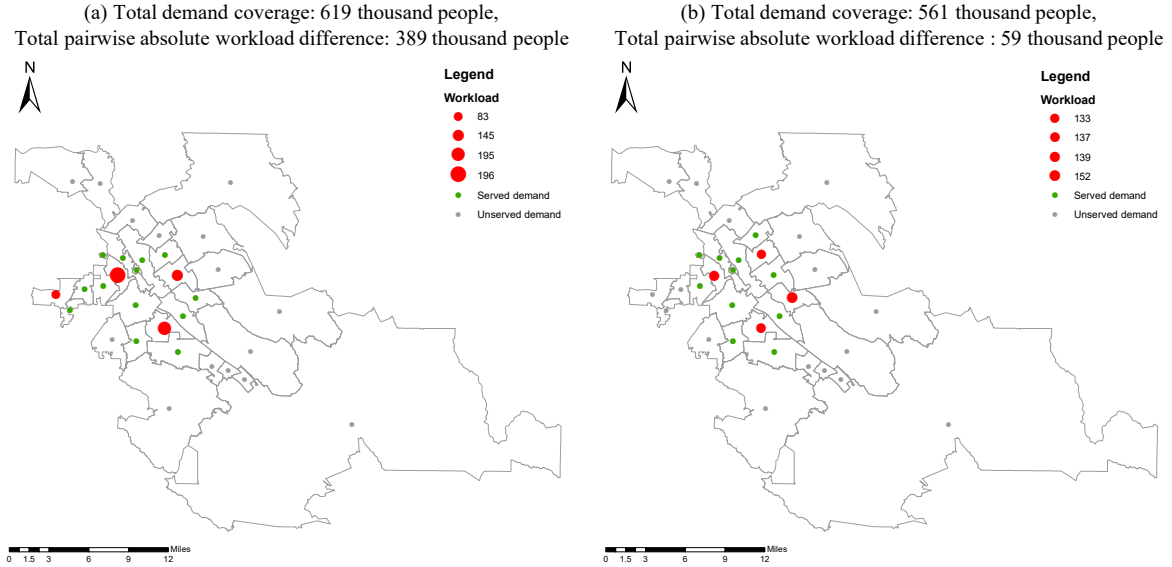 (a) Total demand coverage: 619 thousand people,
Total pairwise absolute workload difference: 389 thousand people
N
Legend
Workload
83
145
195
196
Served demand
Unserved demand
Miles
0 1.5 3 6 9 12
(b) Total demand coverage: 561 thousand people,
Total pairwise absolute workload difference : 59 thousand people
N
Legend
Workload
133
137
139
152
Served demand
Unserved demand
Miles
0 1.5 3 6 9 12